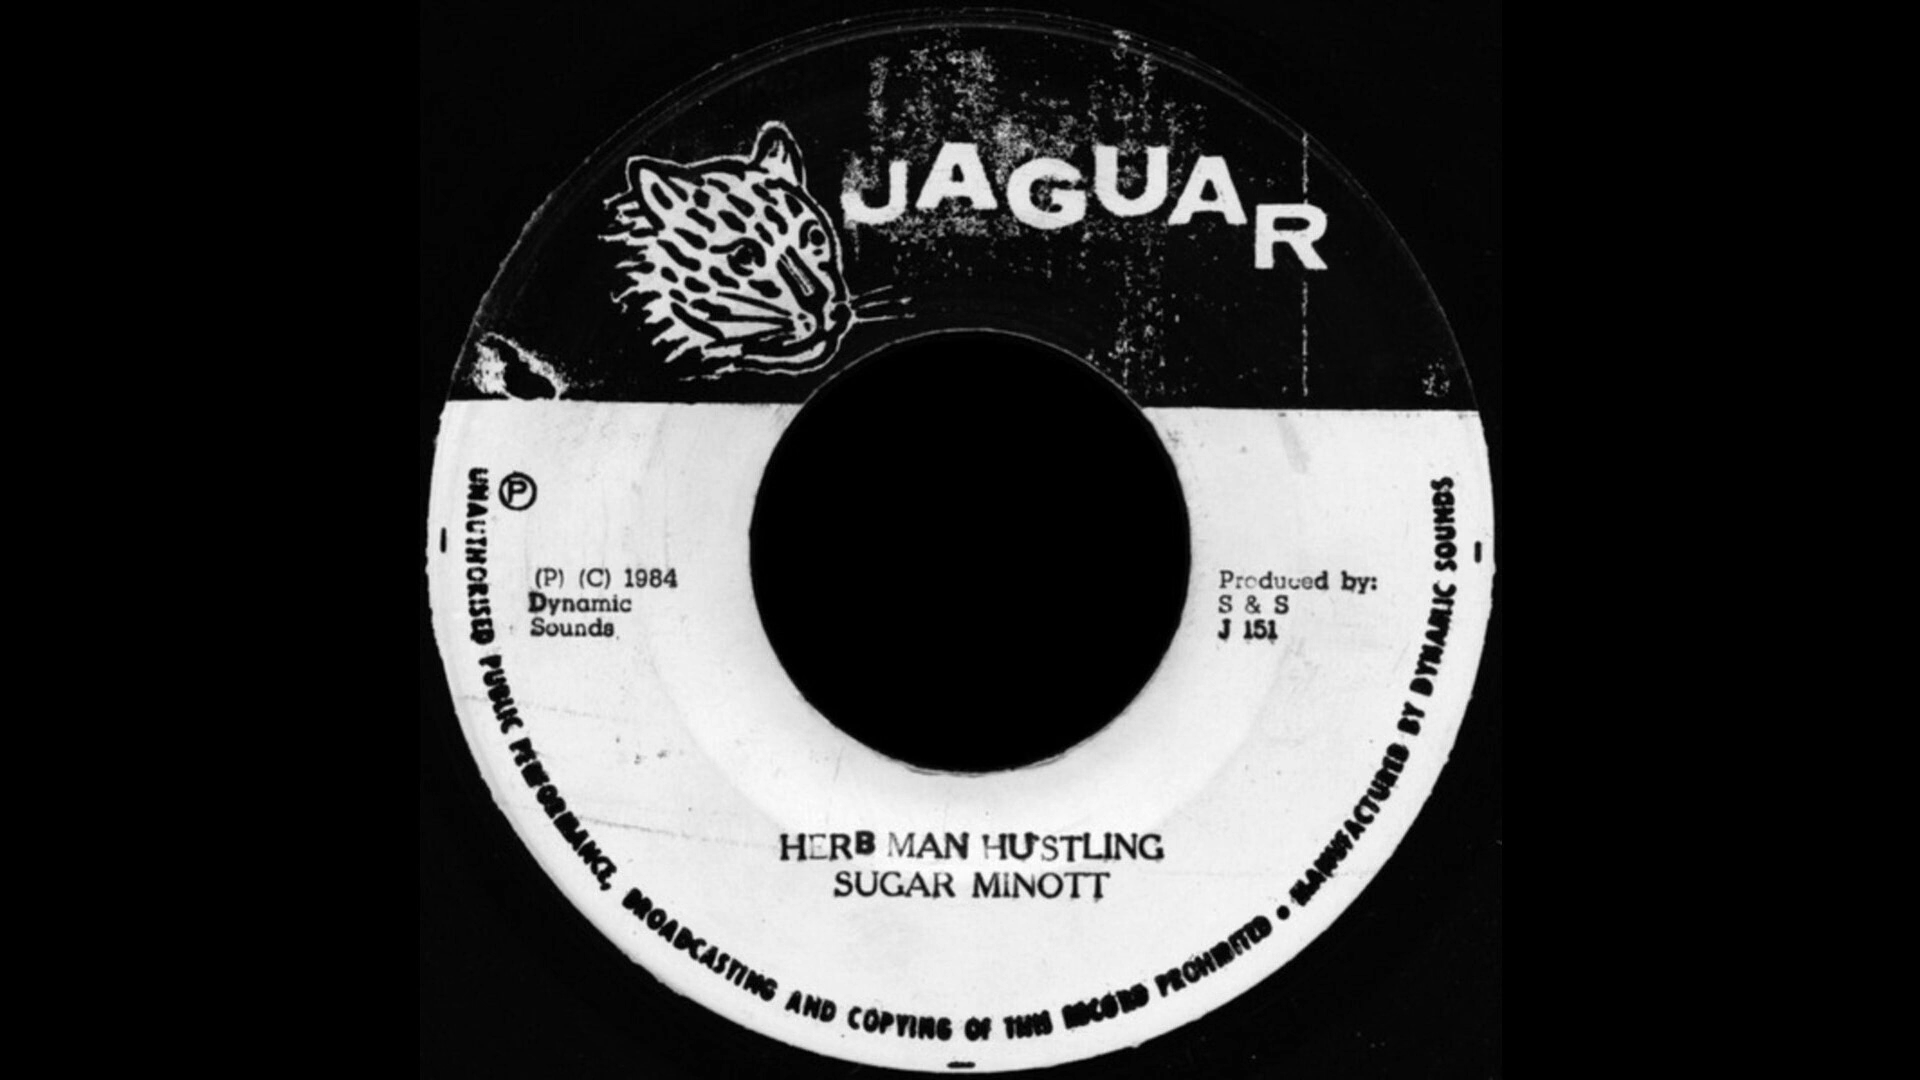 JAGUAR
Ⓟ
(P) (C) 1984
Dynamic
Sounds
Produced by:
S & S
J 151
HERB MAN HUSTLING
SUGAR MINOTT
UNAUTHORISED PUBLIC PERFORMANCE, BROADCASTING AND COPYING OF THIS RECORD PROHIBITED • MANUFACTURED BY DYNAMIC SOUNDS